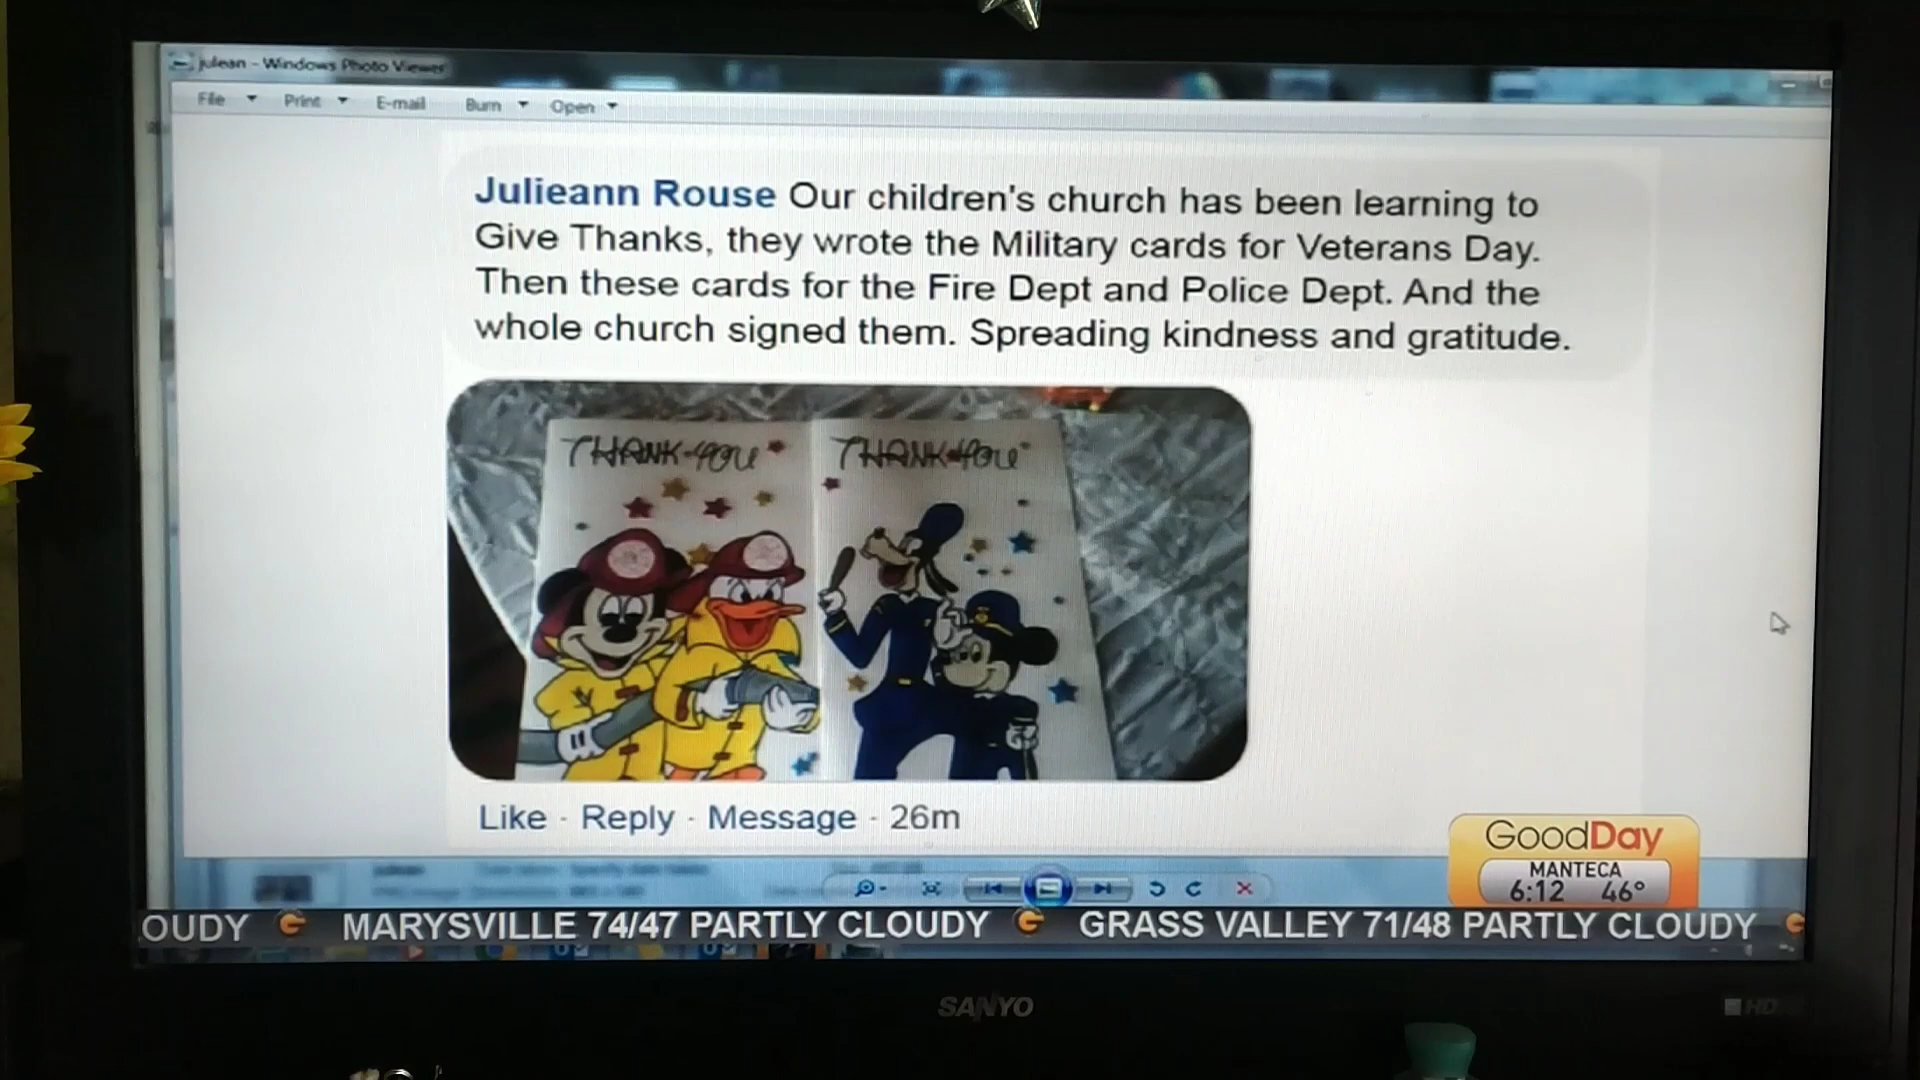 julean - Windows Photo Viewer
File Print E-mail Burn Open
Julieann Rouse Our children's church has been learning to
Give Thanks, they wrote the Military cards for Veterans Day.
Then these cards for the Fire Dept and Police Dept. And the
whole church signed them. Spreading kindness and gratitude.
THANK-YOU THANK-YOU
Like · Reply · Message · 26m
GoodDay
MANTECA
6:12 46°
OUDY MARYSVILLE 74/47 PARTLY CLOUDY GRASS VALLEY 71/48 PARTLY CLOUDY
SANYO
HD